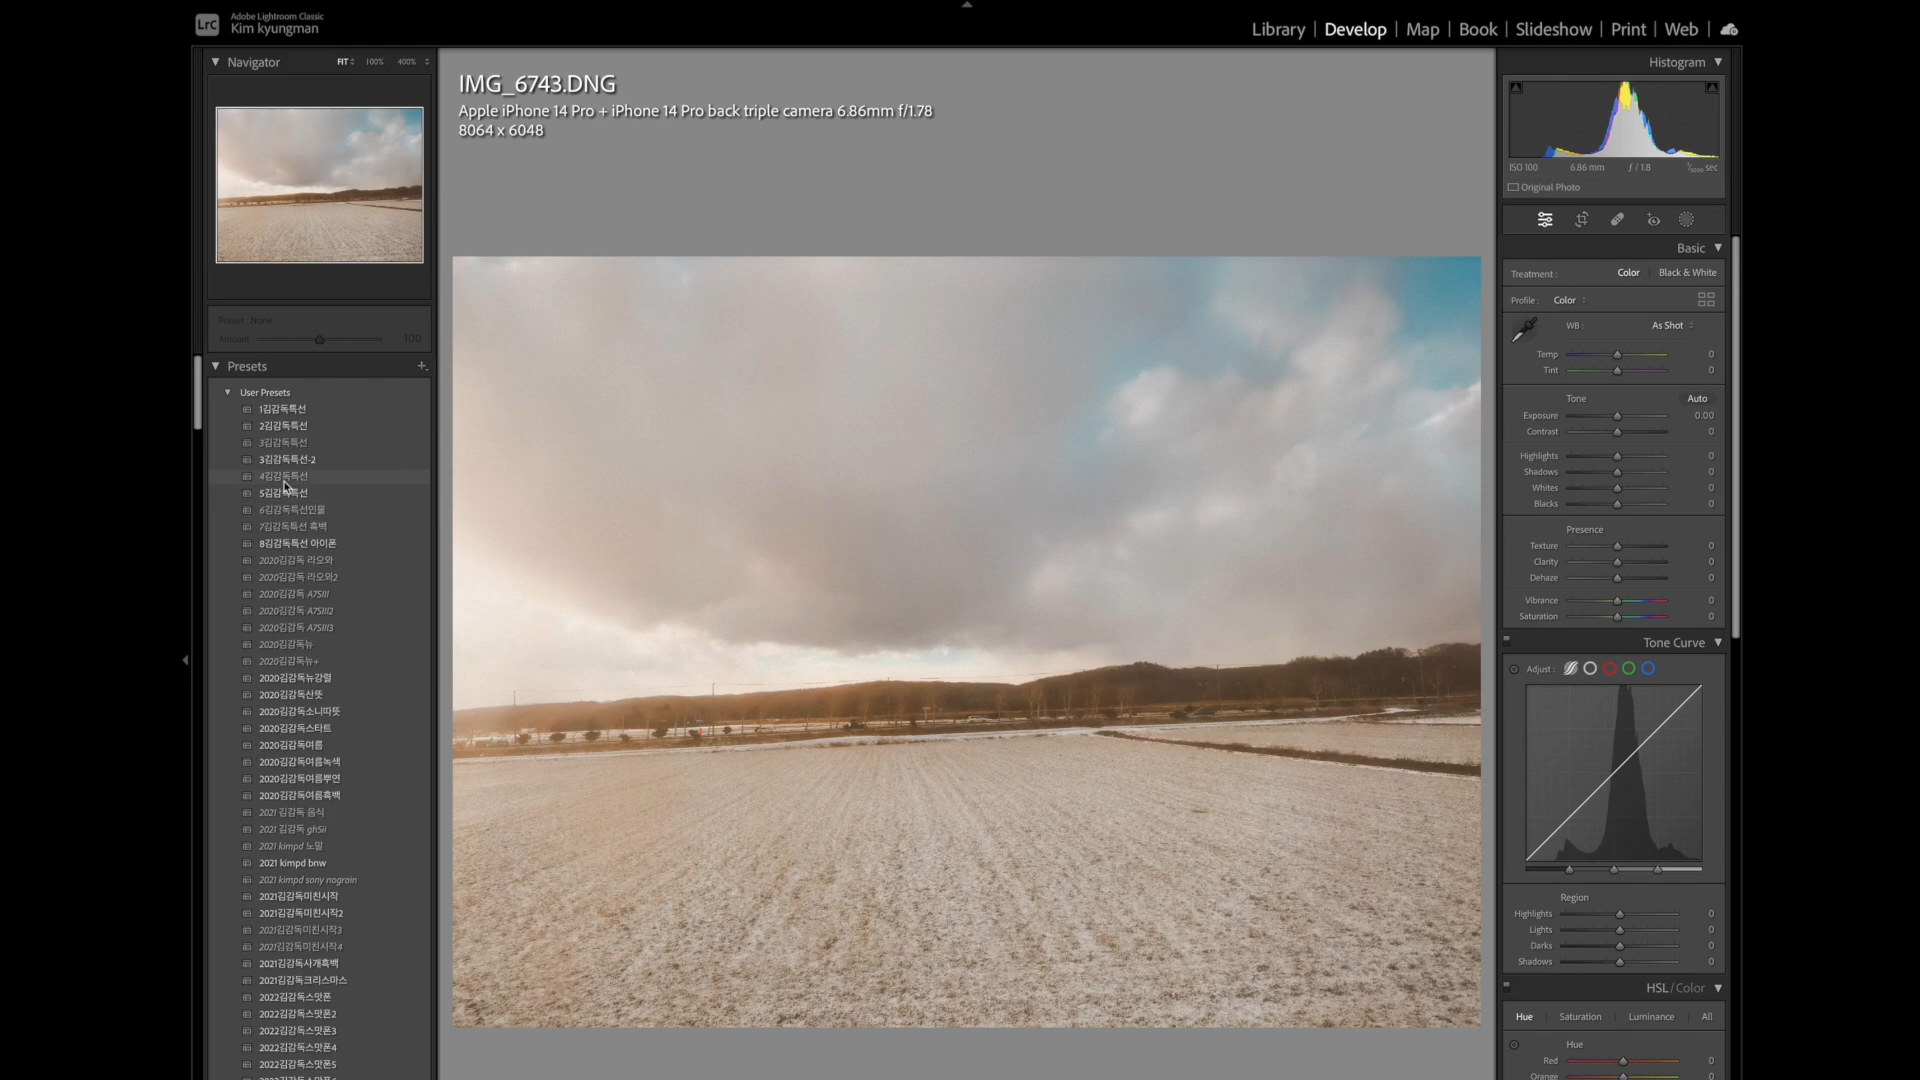 Adobe Lightroom Classic
Kim kyungman
Library | Develop | Map | Book | Slideshow | Print | Web
Navigator FIT 100% 400%
IMG_6743.DNG
Apple iPhone 14 Pro + iPhone 14 Pro back triple camera 6.86mm f/1.78
8064 x 6048
Preset: None
Amount 100
Presets
User Presets
1김감독특선
2김감독특선
3김감독특선
3김감독특선-2
4김감독특선
5김감독특선
6김감독특선인물
7김감독특선 흑백
8김감독특선 아이폰
2020김감독 라오와
2020김감독 라오와2
2020김감독 A7SIII
2020김감독 A7SIII2
2020김감독 A7SIII3
2020김감독뉴
2020김감독뉴+
2020김감독뉴강렬
2020김감독산뜻
2020김감독소니따뜻
2020김감독스타트
2020김감독여름
2020김감독여름녹색
2020김감독여름뿌연
2020김감독여름흑백
2021 김감독 음식
2021 김감독 gh5ii
2021 kimpd 노말
2021 kimpd bnw
2021 kimpd sony nograin
2021김감독미친시작
2021김감독미친시작2
2021김감독미친시작3
2021김감독미친시작4
2021김감독사개흑백
2021김감독크리스마스
2022김감독스맛폰
2022김감독스맛폰2
2022김감독스맛폰3
2022김감독스맛폰4
2022김감독스맛폰5
Histogram
ISO 100 6.86 mm ƒ / 1.8 sec
Original Photo
Basic
Treatment : Color | Black & White
Profile : Color
WB : As Shot
Temp 0
Tint 0
Tone Auto
Exposure 0.00
Contrast 0
Highlights 0
Shadows 0
Whites 0
Blacks 0
Presence
Texture 0
Clarity 0
Dehaze 0
Vibrance 0
Saturation 0
Tone Curve
Adjust :
Region
Highlights 0
Lights 0
Darks 0
Shadows 0
HSL / Color
Hue Saturation Luminance All
Hue
Red 0
Orange 0